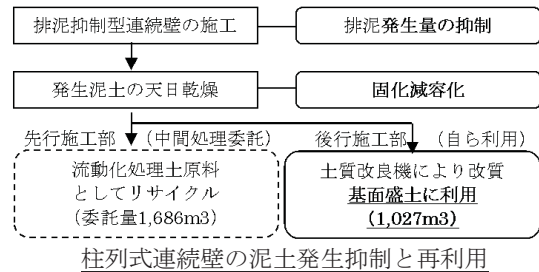 排泥抑制型連続壁の施工
排泥発生量の抑制
発生泥土の天日乾燥
固化減容化
先行施工部 (中間処理委託)
後行施工部 (自ら利用)
流動化処理土原料
としてリサイクル
(委託量1,686m3)
土質改良機により改質
基面盛土に利用
(1,027m3)
柱列式連続壁の泥土発生抑制と再利用